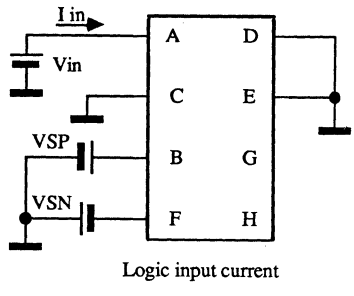 I in
A D
Vin
C E
VSP
B G
VSN
F H
Logic input current